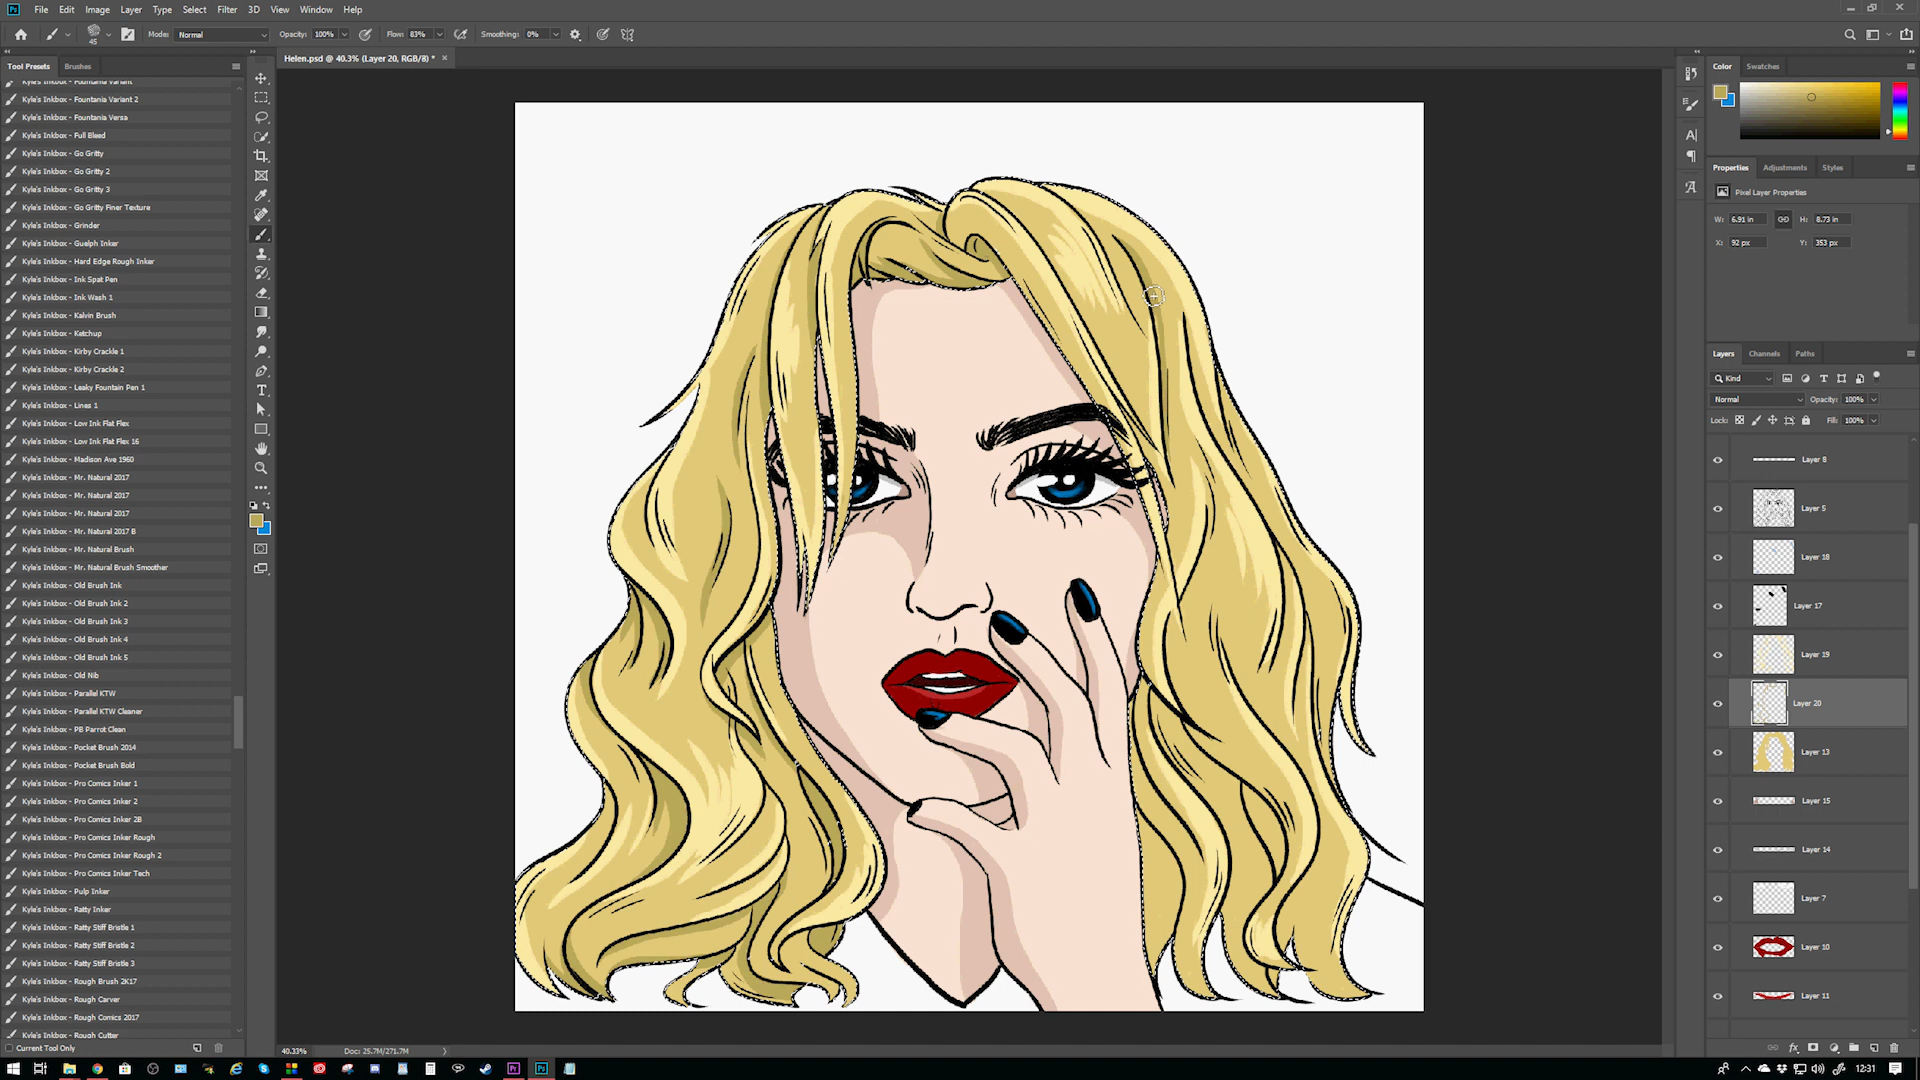 Ps File Edit Image Layer Type Select Filter 3D View Window Help
45 Mode: Normal Opacity: 100% Flow: 83% Smoothing: 0%
Tool Presets Brushes
Helen.psd @ 40.3% (Layer 20, RGB/8) * ×
Kyle's Inkbox - Fountania Variant
Kyle's Inkbox - Fountania Variant 2
Kyle's Inkbox - Fountania Versa
Kyle's Inkbox - Full Bleed
Kyle's Inkbox - Go Gritty
Kyle's Inkbox - Go Gritty 2
Kyle's Inkbox - Go Gritty 3
Kyle's Inkbox - Go Gritty Finer Texture
Kyle's Inkbox - Grinder
Kyle's Inkbox - Guelph Inker
Kyle's Inkbox - Hard Edge Rough Inker
Kyle's Inkbox - Ink Spat Pen
Kyle's Inkbox - Ink Wash 1
Kyle's Inkbox - Kalvin Brush
Kyle's Inkbox - Ketchup
Kyle's Inkbox - Kirby Crackle 1
Kyle's Inkbox - Kirby Crackle 2
Kyle's Inkbox - Leaky Fountain Pen 1
Kyle's Inkbox - Lines 1
Kyle's Inkbox - Low Ink Flat Flex
Kyle's Inkbox - Low Ink Flat Flex 16
Kyle's Inkbox - Madison Ave 1960
Kyle's Inkbox - Mr. Natural 2017
Kyle's Inkbox - Mr. Natural 2017
Kyle's Inkbox - Mr. Natural 2017
Kyle's Inkbox - Mr. Natural 2017 B
Kyle's Inkbox - Mr. Natural Brush
Kyle's Inkbox - Mr. Natural Brush Smoother
Kyle's Inkbox - Old Brush Ink
Kyle's Inkbox - Old Brush Ink 2
Kyle's Inkbox - Old Brush Ink 3
Kyle's Inkbox - Old Brush Ink 4
Kyle's Inkbox - Old Brush Ink 5
Kyle's Inkbox - Old Nib
Kyle's Inkbox - Parallel KTW
Kyle's Inkbox - Parallel KTW Cleaner
Kyle's Inkbox - PB Parrot Clean
Kyle's Inkbox - Pocket Brush 2014
Kyle's Inkbox - Pocket Brush Bold
Kyle's Inkbox - Pro Comics Inker 1
Kyle's Inkbox - Pro Comics Inker 2
Kyle's Inkbox - Pro Comics Inker 2B
Kyle's Inkbox - Pro Comics Inker Rough
Kyle's Inkbox - Pro Comics Inker Rough 2
Kyle's Inkbox - Pro Comics Inker Tech
Kyle's Inkbox - Pulp Inker
Kyle's Inkbox - Ratty Inker
Kyle's Inkbox - Ratty Stiff Bristle 1
Kyle's Inkbox - Ratty Stiff Bristle 2
Kyle's Inkbox - Ratty Stiff Bristle 3
Kyle's Inkbox - Rough Brush 2K17
Kyle's Inkbox - Rough Carver
Kyle's Inkbox - Rough Comics 2017
Kyle's Inkbox - Rough Cutter
Current Tool Only
40.33% Doc: 25.7M/271.7M
Color Swatches
Properties Adjustments Styles
Pixel Layer Properties
W: 6.91 in H: 8.73 in
X: 92 px Y: 353 px
Layers Channels Paths
Kind
Normal Opacity: 100%
Lock: Fill: 100%
Layer 8
Layer 5
Layer 18
Layer 17
Layer 19
Layer 20
Layer 13
Layer 15
Layer 14
Layer 7
Layer 10
Layer 11
12:31